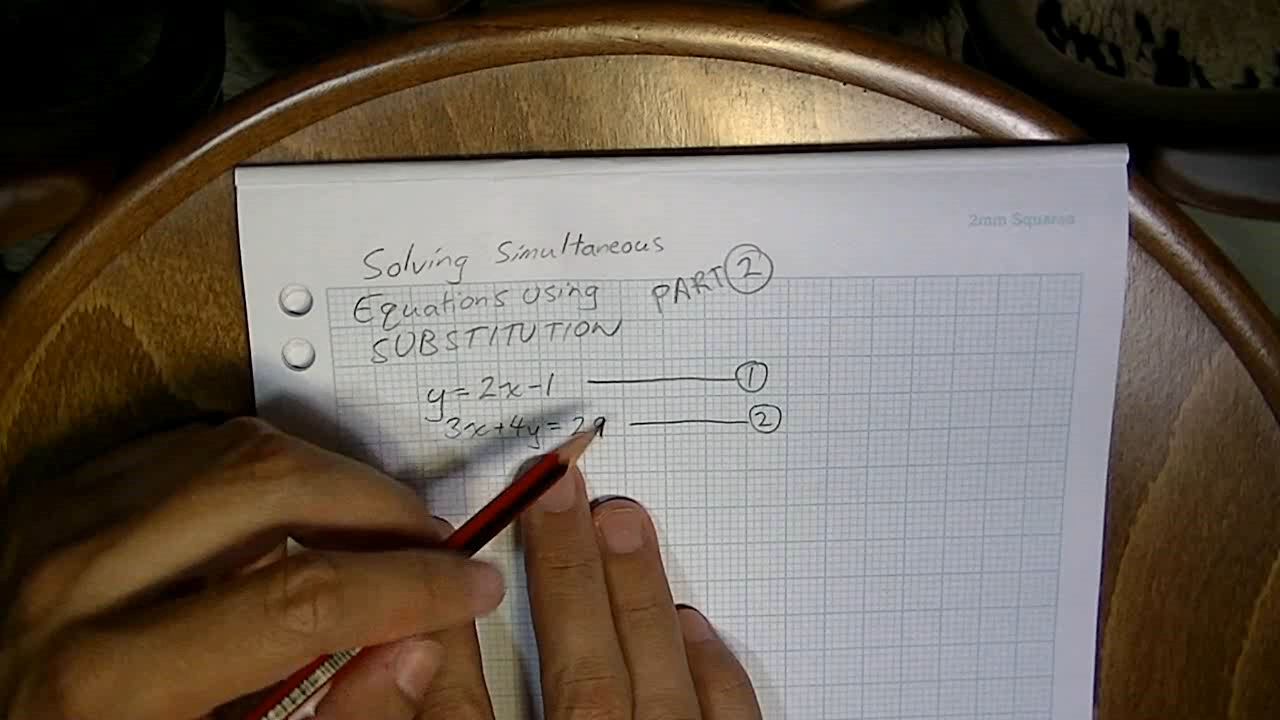 2mm Squares
Solving Simultaneous
Equations using PART 2
SUBSTITUTION
y = 2x - 1 ——— 1
3x + 4y = 29 ——— 2